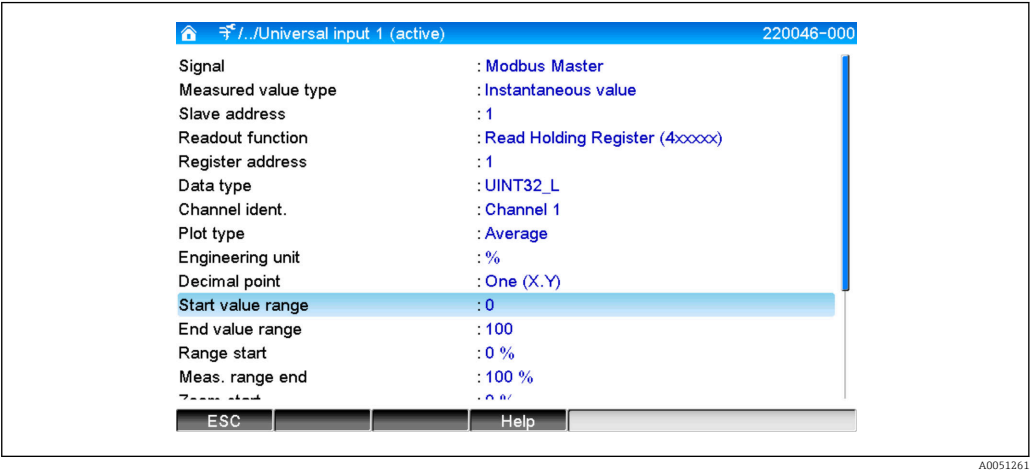 /../Universal input 1 (active) 220046-000
Signal : Modbus Master
Measured value type : Instantaneous value
Slave address : 1
Readout function : Read Holding Register (4xxxxx)
Register address : 1
Data type : UINT32_L
Channel ident. : Channel 1
Plot type : Average
Engineering unit : %
Decimal point : One (X.Y)
Start value range : 0
End value range : 100
Range start : 0 %
Meas. range end : 100 %
Zoom start : 0 %
ESC Help
A0051261